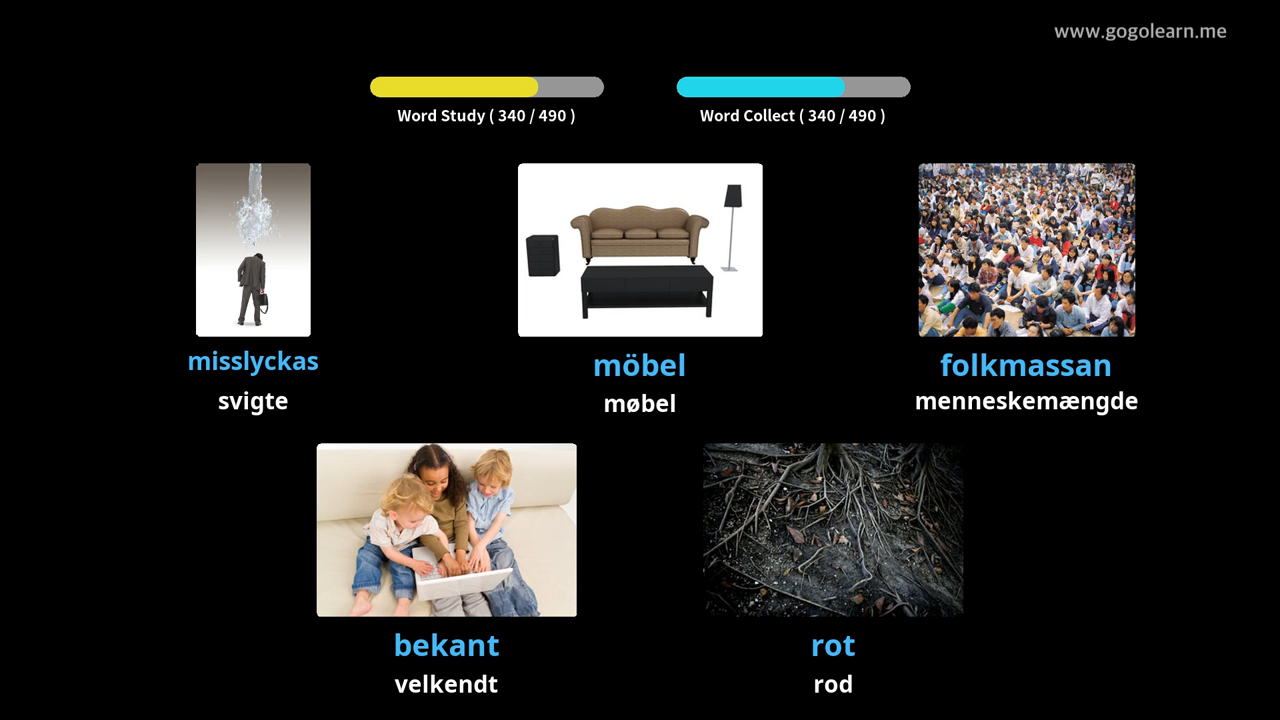 www.gogolearn.me
Word Study ( 340 / 490 )
Word Collect ( 340 / 490 )
misslyckas
svigte
möbel
møbel
folkmassan
menneskemængde
bekant
velkendt
rot
rod